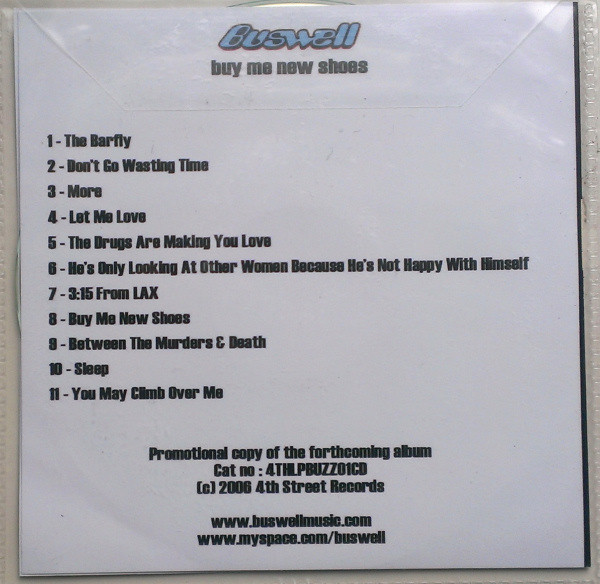 Buswell
buy me new shoes
1 - The Barfly
2 - Don't Go Wasting Time
3 - More
4 - Let Me Love
5 - The Drugs Are Making You Love
6 - He's Only Looking At Other Women Because He's Not Happy With Himself
7 - 3:15 From LAX
8 - Buy Me New Shoes
9 - Between The Murders & Death
10 - Sleep
11 - You May Climb Over Me
Promotional copy of the forthcoming album
Cat no : 4THLPBUZZ01CD
(c) 2006 4th Street Records
www.buswellmusic.com
www.myspace.com/buswell